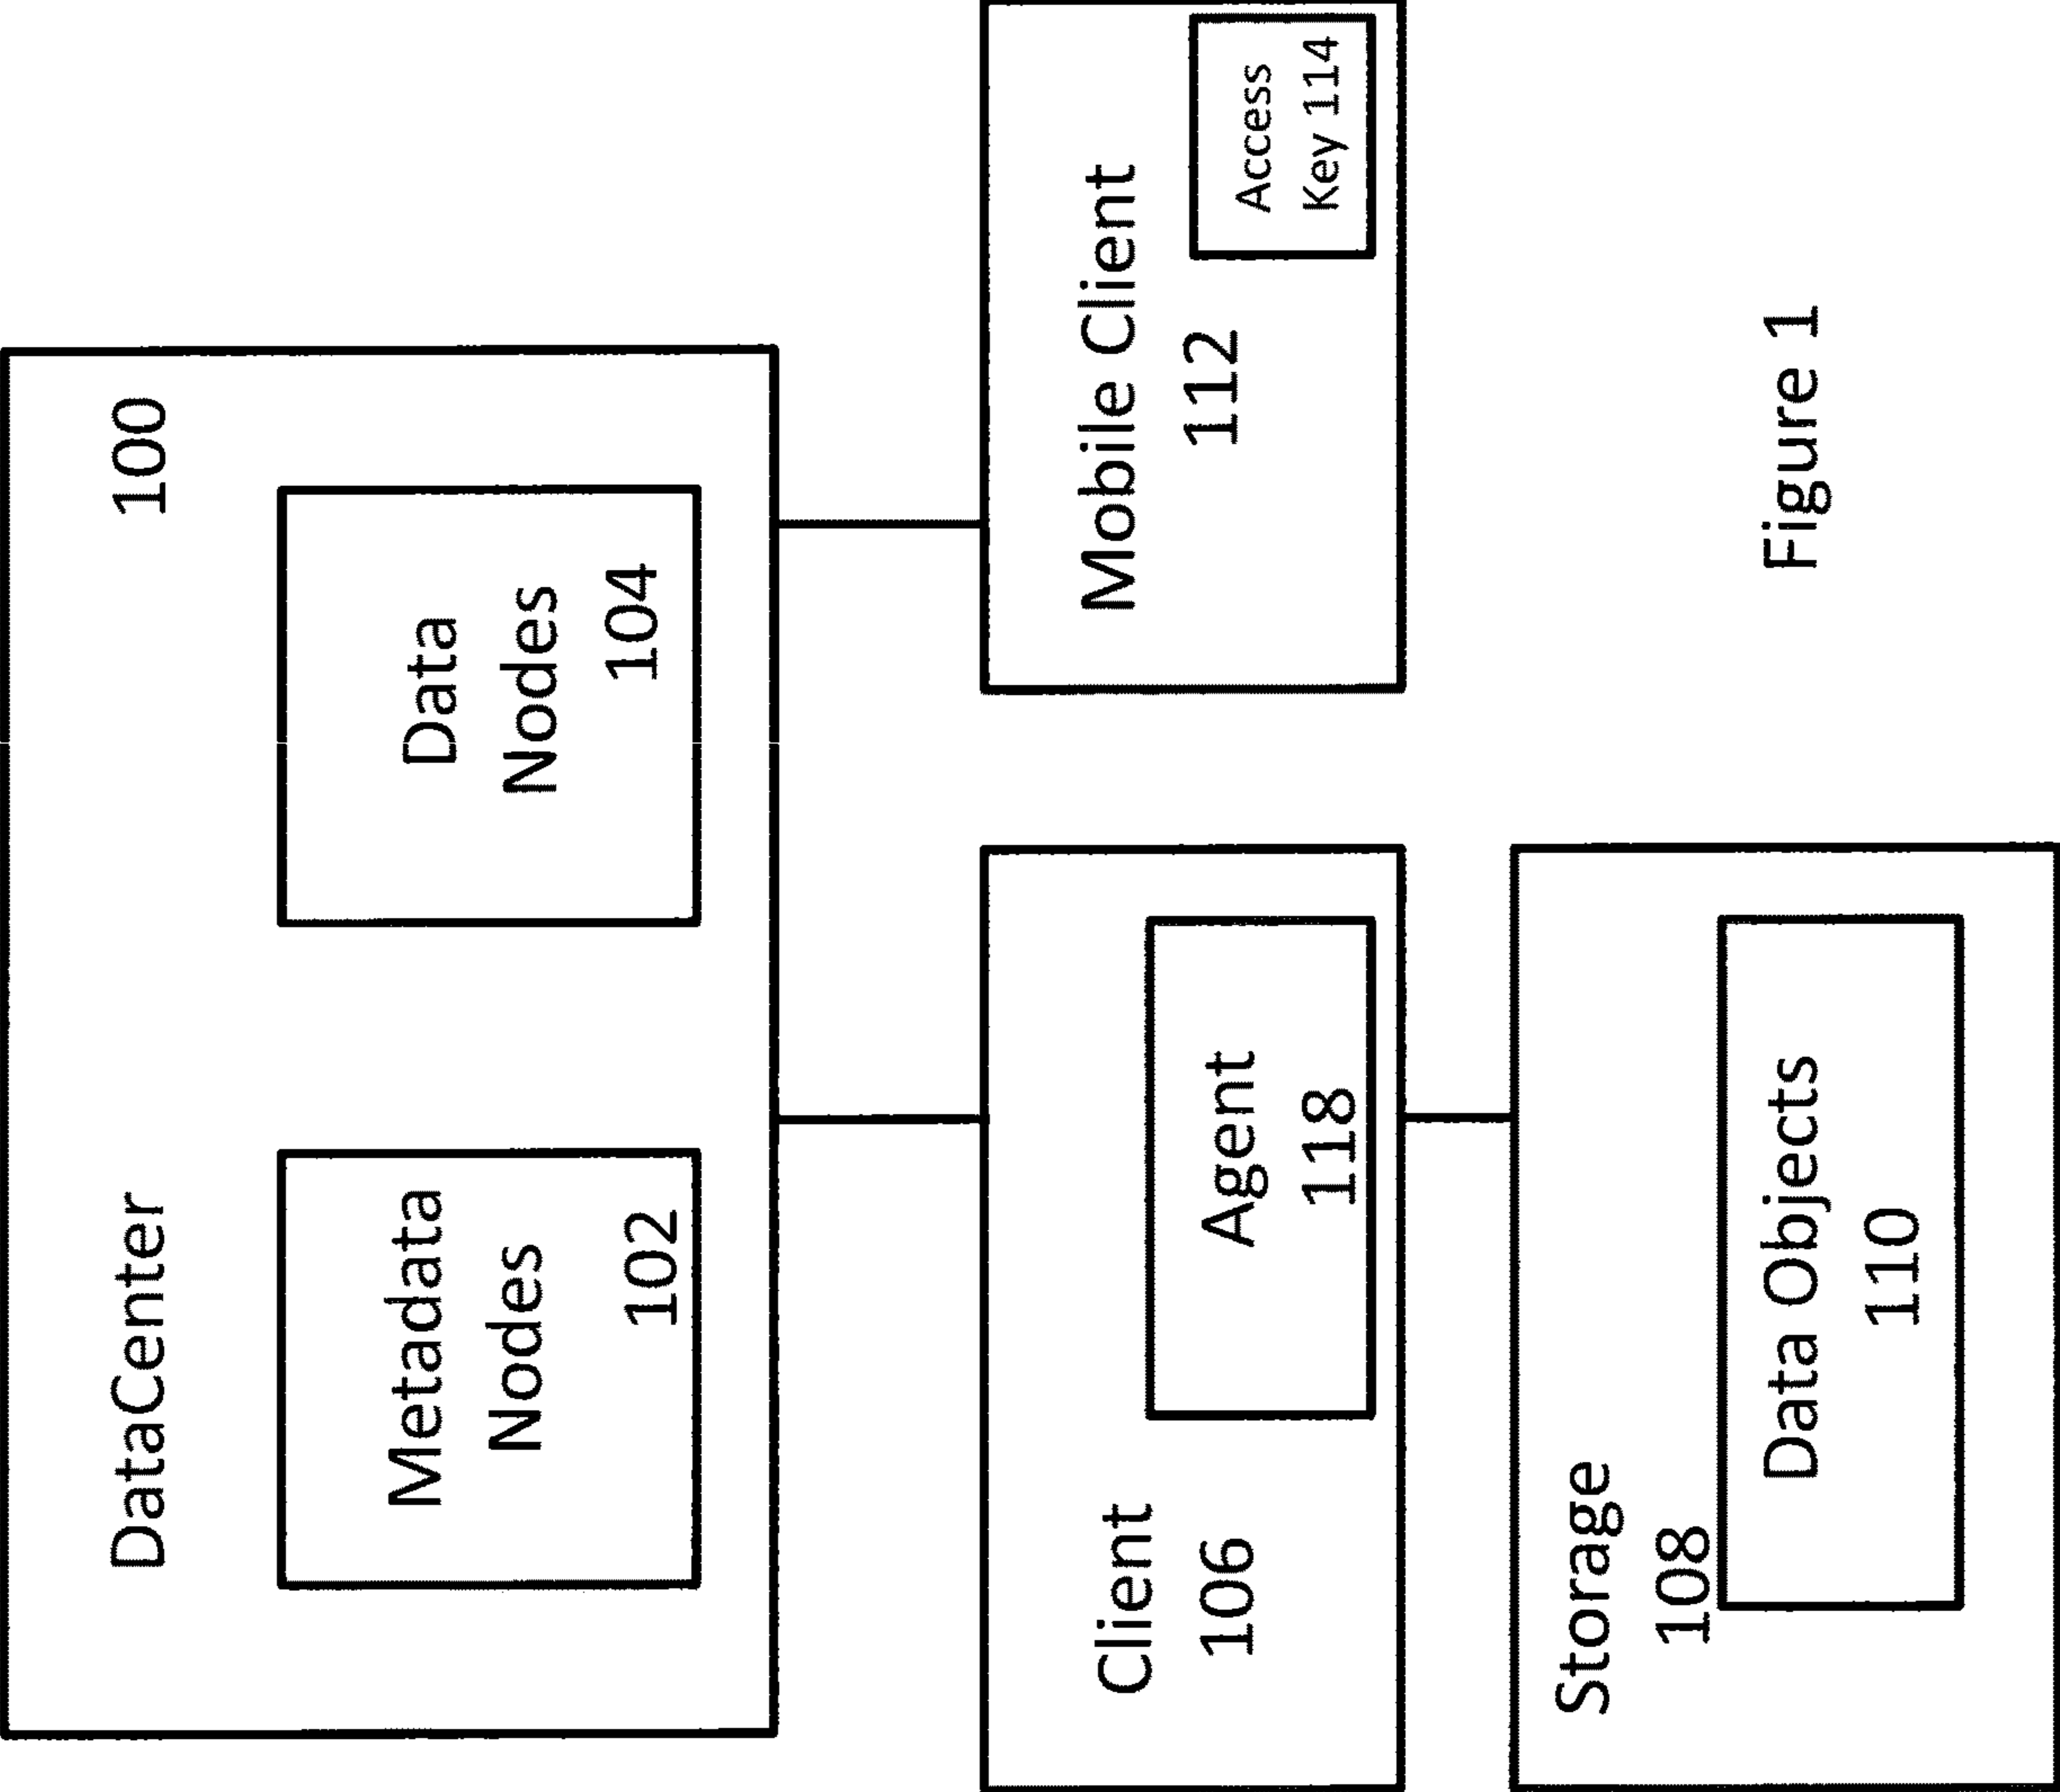 DataCenter
100
Metadata
Nodes
102
Data
Nodes
104
Client
106
Agent
118
Mobile Client
112
Access
Key 114
Storage
108
Data Objects
110
Figure 1